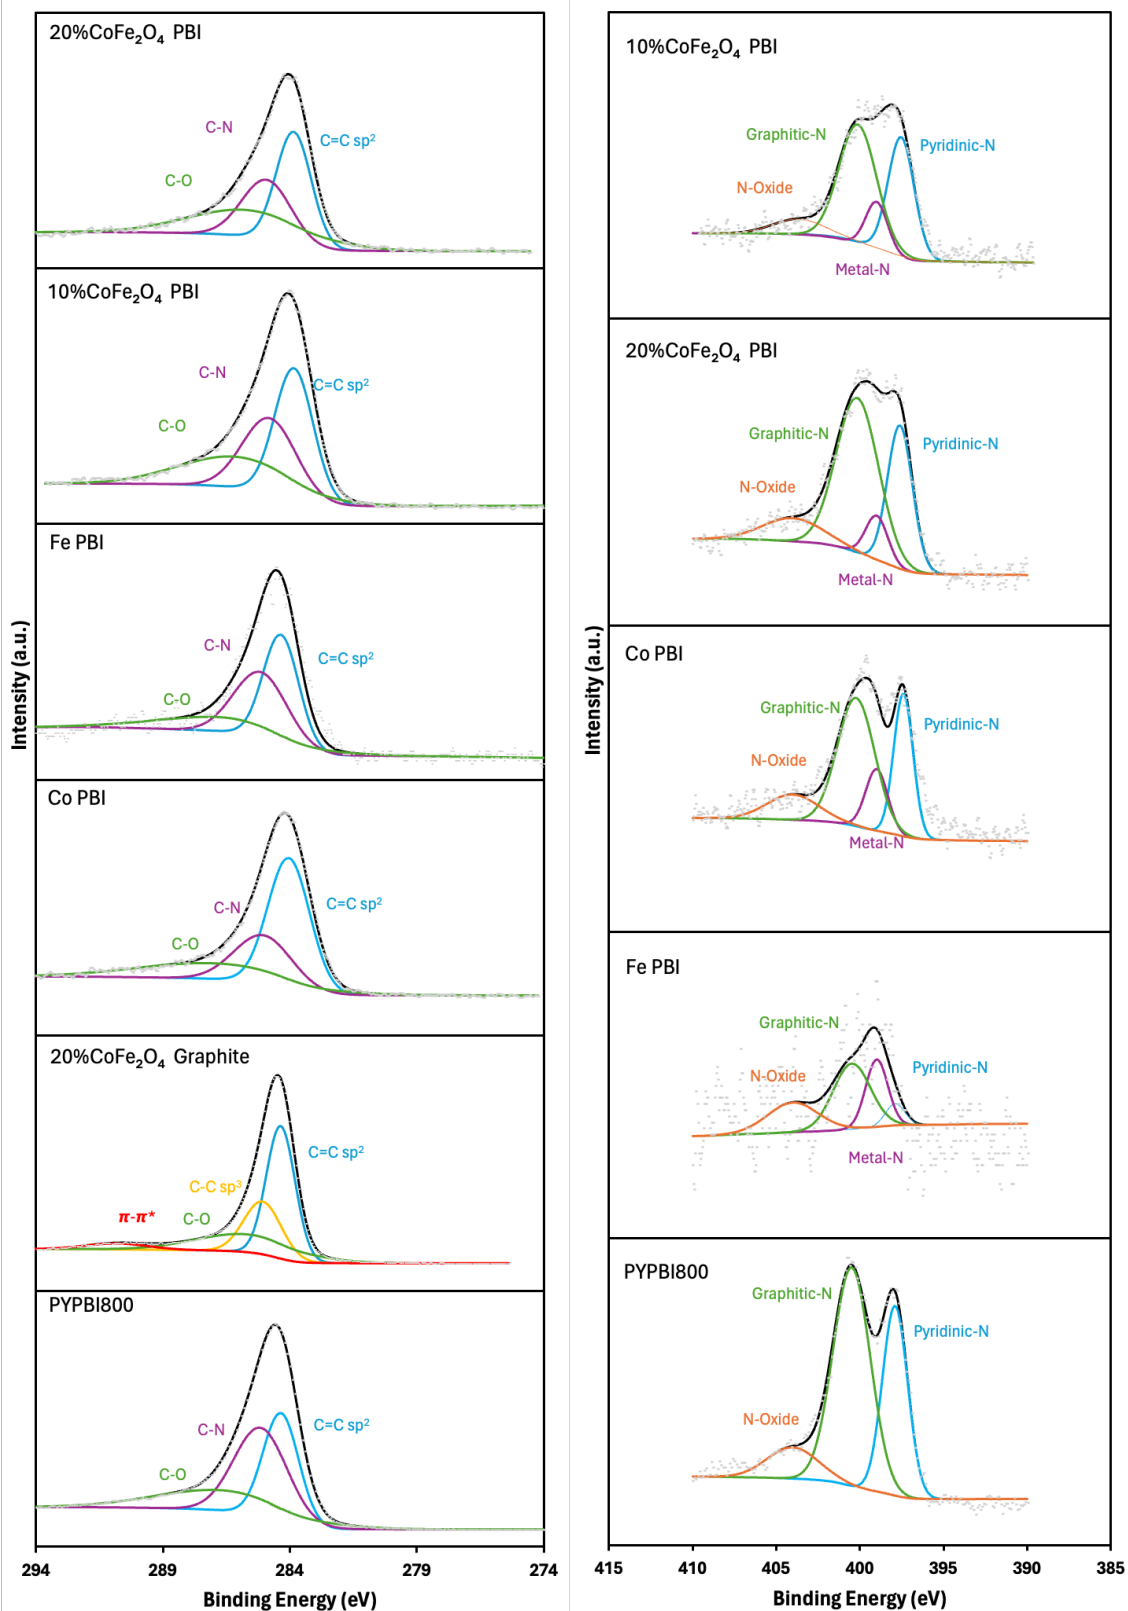 20%CoFe₂O₄ PBI
C-N
C=C sp²
C-O
10%CoFe₂O₄ PBI
C-N
C=C sp²
C-O
Fe PBI
C-N
C=C sp²
C-O
Co PBI
C-N
C=C sp²
C-O
20%CoFe₂O₄ Graphite
C=C sp²
C-C sp³
π-π*
C-O
PYPBI800
C-N
C=C sp²
C-O
Intensity (a.u.)
294 289 284 279 274
Binding Energy (eV)
10%CoFe₂O₄ PBI
Graphitic-N
Pyridinic-N
N-Oxide
Metal-N
20%CoFe₂O₄ PBI
Graphitic-N
Pyridinic-N
N-Oxide
Metal-N
Co PBI
Graphitic-N
Pyridinic-N
N-Oxide
Metal-N
Fe PBI
Graphitic-N
Pyridinic-N
N-Oxide
Metal-N
PYPBI800
Graphitic-N
Pyridinic-N
N-Oxide
Intensity (a.u.)
415 410 405 400 395 390 385
Binding Energy (eV)